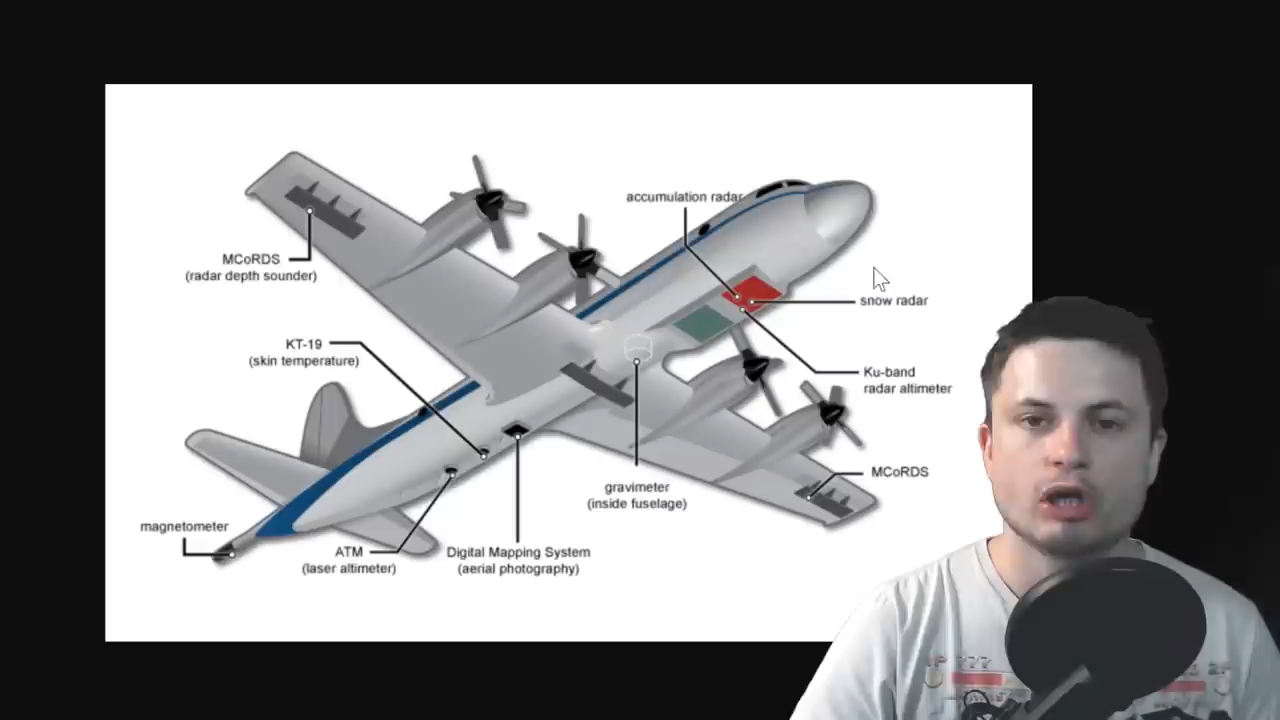 accumulation radar
MCoRDS
(radar depth sounder)
snow radar
KT-19
(skin temperature)
Ku-band
radar altimeter
MCoRDS
gravimeter
(inside fuselage)
magnetometer
ATM
(laser altimeter)
Digital Mapping System
(aerial photography)